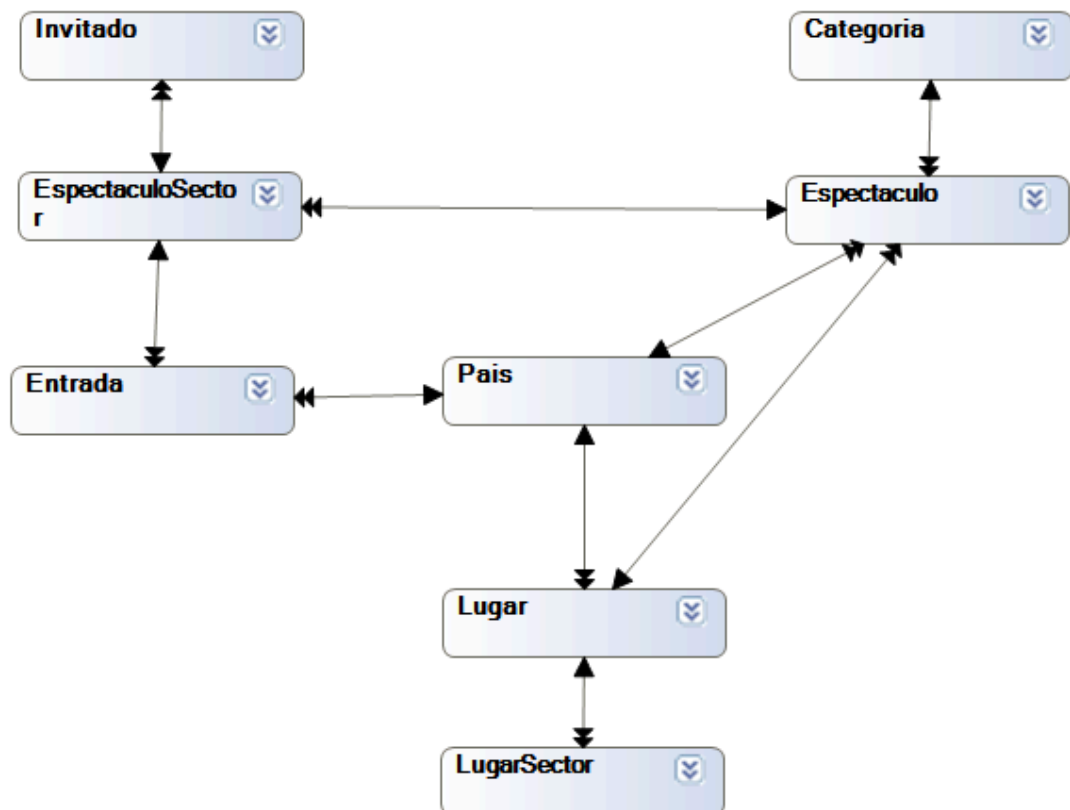 Invitado
Categoria
EspectaculoSecto
r
Espectaculo
Entrada
Pais
Lugar
LugarSector